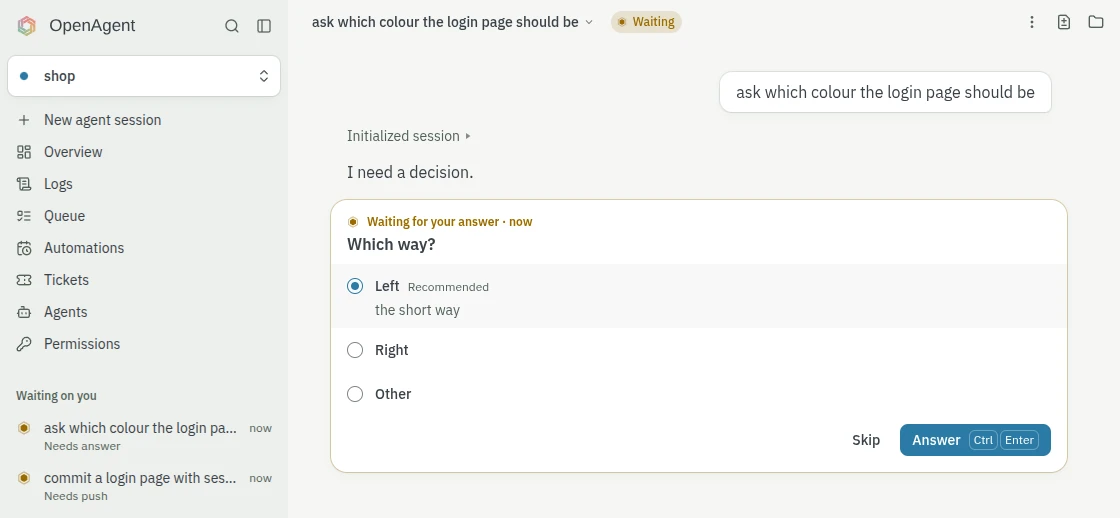 OpenAgent
shop
New agent session
Overview
Logs
Queue
Automations
Tickets
Agents
Permissions
Waiting on you
ask which colour the login pa... now
Needs answer
commit a login page with ses... now
Needs push
ask which colour the login page should be Waiting
ask which colour the login page should be
Initialized session
I need a decision.
Waiting for your answer · now
Which way?
Left Recommended
the short way
Right
Other
Skip Answer Ctrl Enter